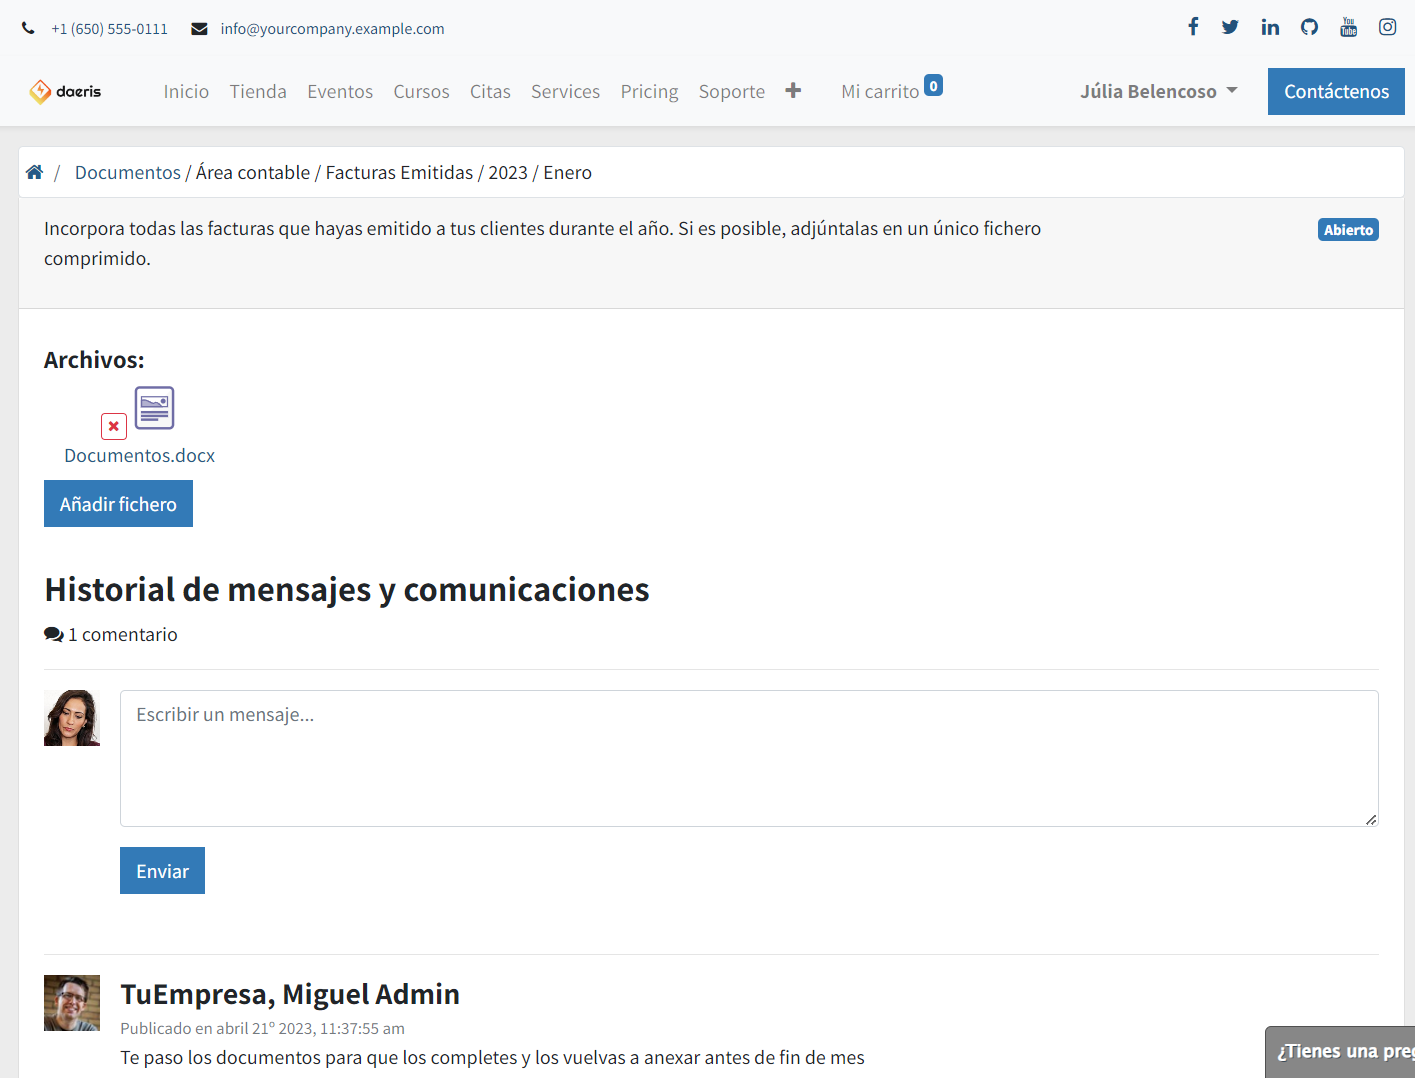 +1 (650) 555-0111 info@yourcompany.example.com
You Tube
daeris Inicio Tienda Eventos Cursos Citas Services Pricing Soporte Mi carrito 0 Júlia Belencoso Contáctenos
/ Documentos / Área contable / Facturas Emitidas / 2023 / Enero
Incorpora todas las facturas que hayas emitido a tus clientes durante el año. Si es posible, adjúntalas en un único fichero
comprimido.
Abierto
Archivos:
Documentos.docx
Añadir fichero
Historial de mensajes y comunicaciones
1 comentario
Escribir un mensaje...
Enviar
TuEmpresa, Miguel Admin
Publicado en abril 21º 2023, 11:37:55 am
Te paso los documentos para que los completes y los vuelvas a anexar antes de fin de mes
¿Tienes una preg